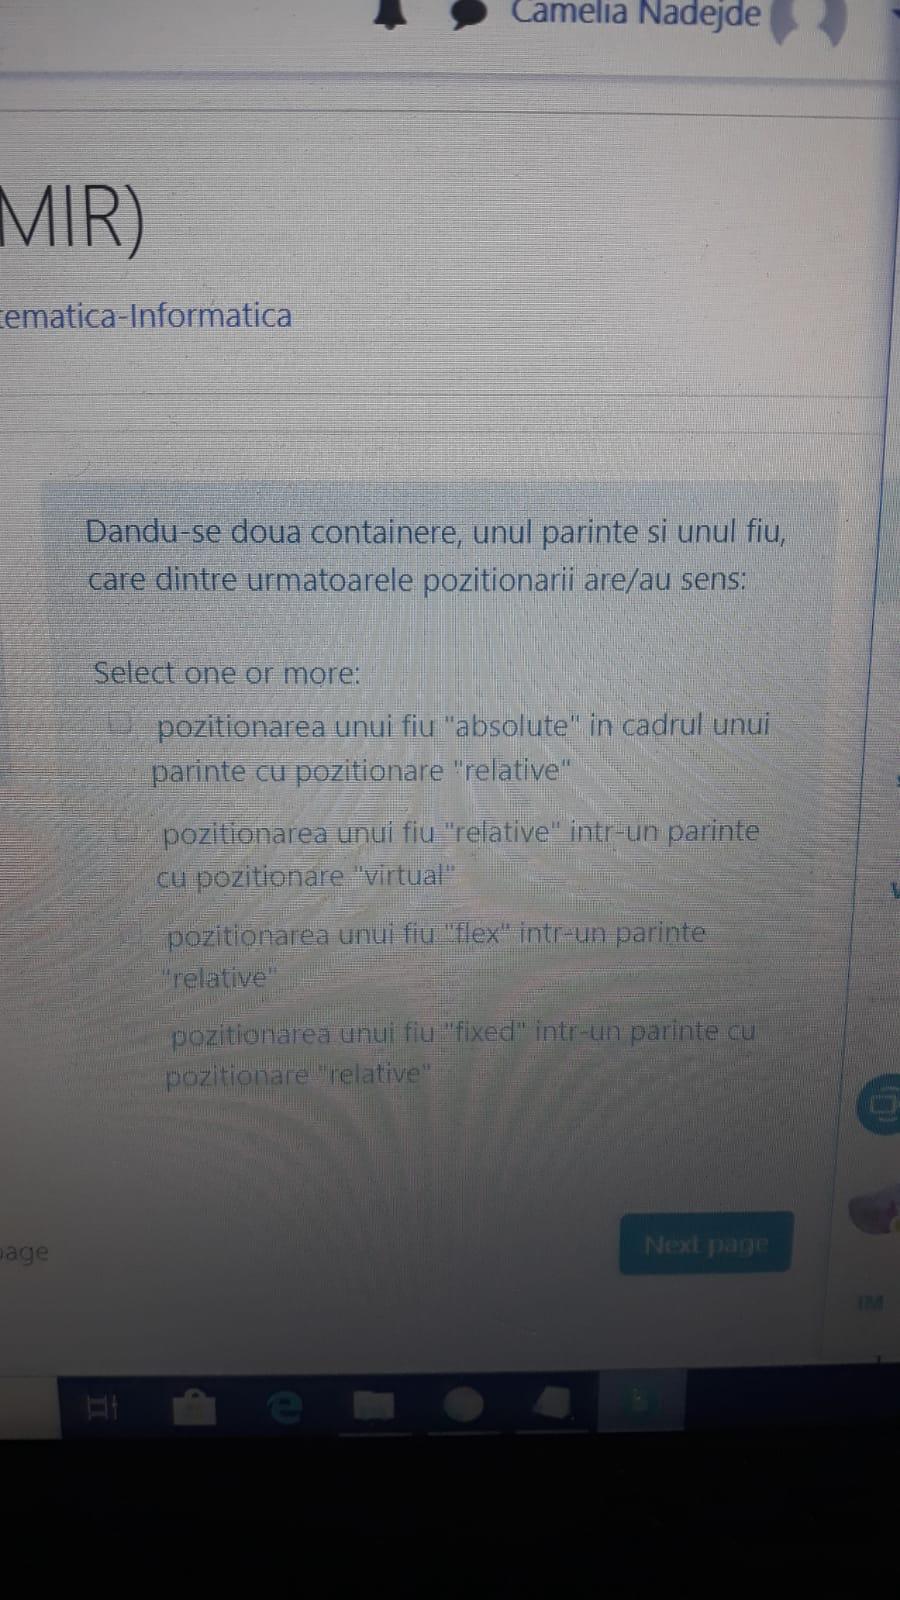 Camelia Nadejde
MIR)
tematica-Informatica
Dandu-se doua containere, unul parinte si unul fiu,
care dintre urmatoarele pozitionarii are/au sens:
Select one or more:
pozitionarea unui fiu "absolute" in cadrul unui
parinte cu pozitionare "relative"
pozitionarea unui fiu "relative" intr-un parinte
cu pozitionare "virtual"
pozitionarea unui fiu "flex" intr-un parinte
"relative"
pozitionarea unui fiu "fixed" intr-un parinte cu
pozitionare "relative"
page
Next page